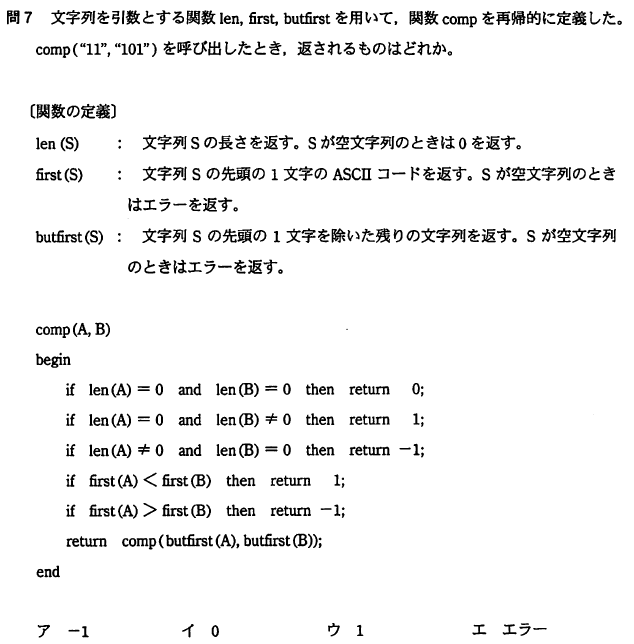 問7 文字列を引数とする関数 len, first, butfirst を用いて，関数 comp を再帰的に定義した。
comp(“11”, “101”) を呼び出したとき，返されるものはどれか。
〔関数の定義〕
len (S) : 文字列 S の長さを返す。S が空文字列のときは 0 を返す。
first (S) : 文字列 S の先頭の 1 文字の ASCII コードを返す。S が空文字列のとき
はエラーを返す。
butfirst (S) : 文字列 S の先頭の 1 文字を除いた残りの文字列を返す。S が空文字列
のときはエラーを返す。
comp (A, B)
begin
if len (A) = 0 and len (B) = 0 then return 0;
if len (A) = 0 and len (B) ≠ 0 then return 1;
if len (A) ≠ 0 and len (B) = 0 then return −1;
if first (A) < first (B) then return 1;
if first (A) > first (B) then return −1;
return comp (butfirst (A), butfirst (B));
end
ア −1 イ 0 ウ 1 エ エラー